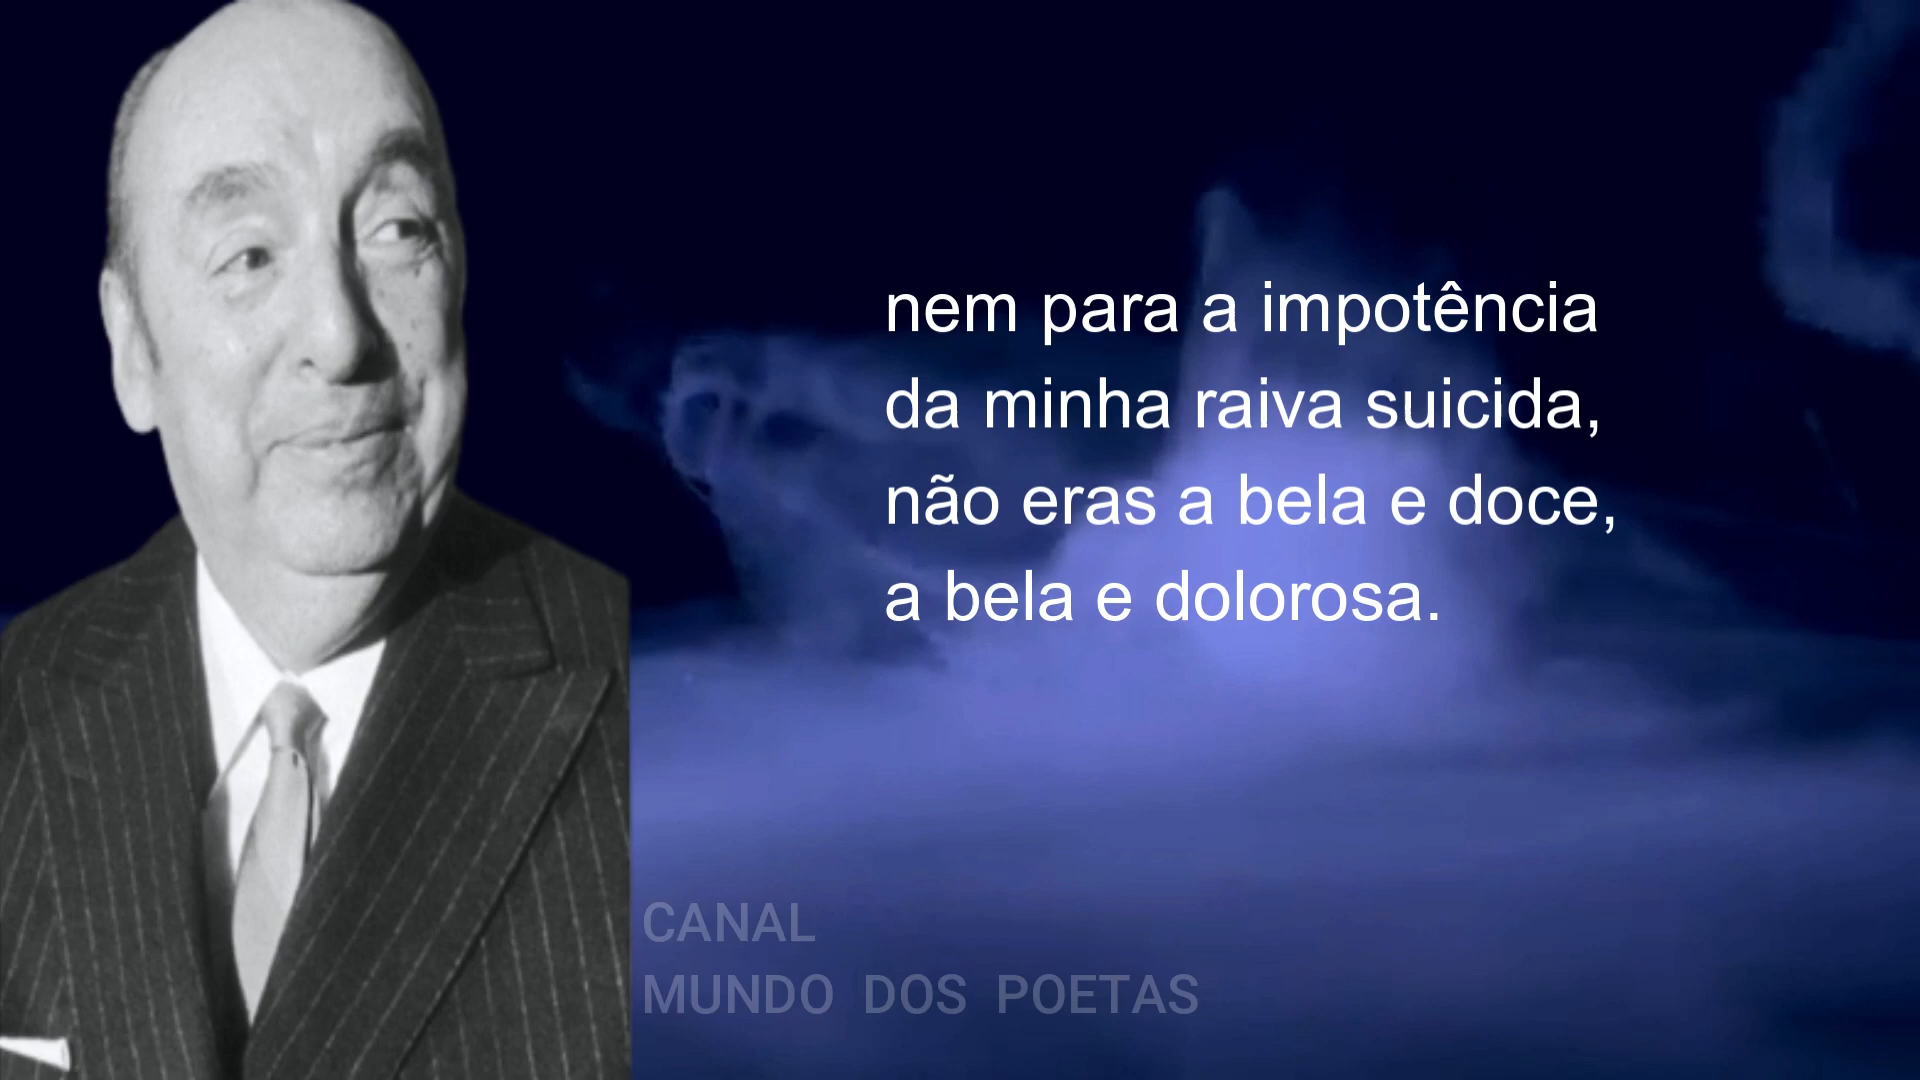 nem para a impotência
da minha raiva suicida,
não eras a bela e doce,
a bela e dolorosa.
CANAL
MUNDO DOS POETAS